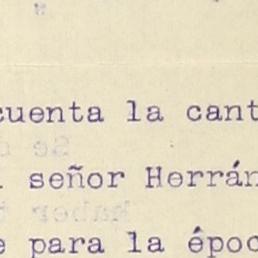 cuenta la cant
señor Herrán
para la époc